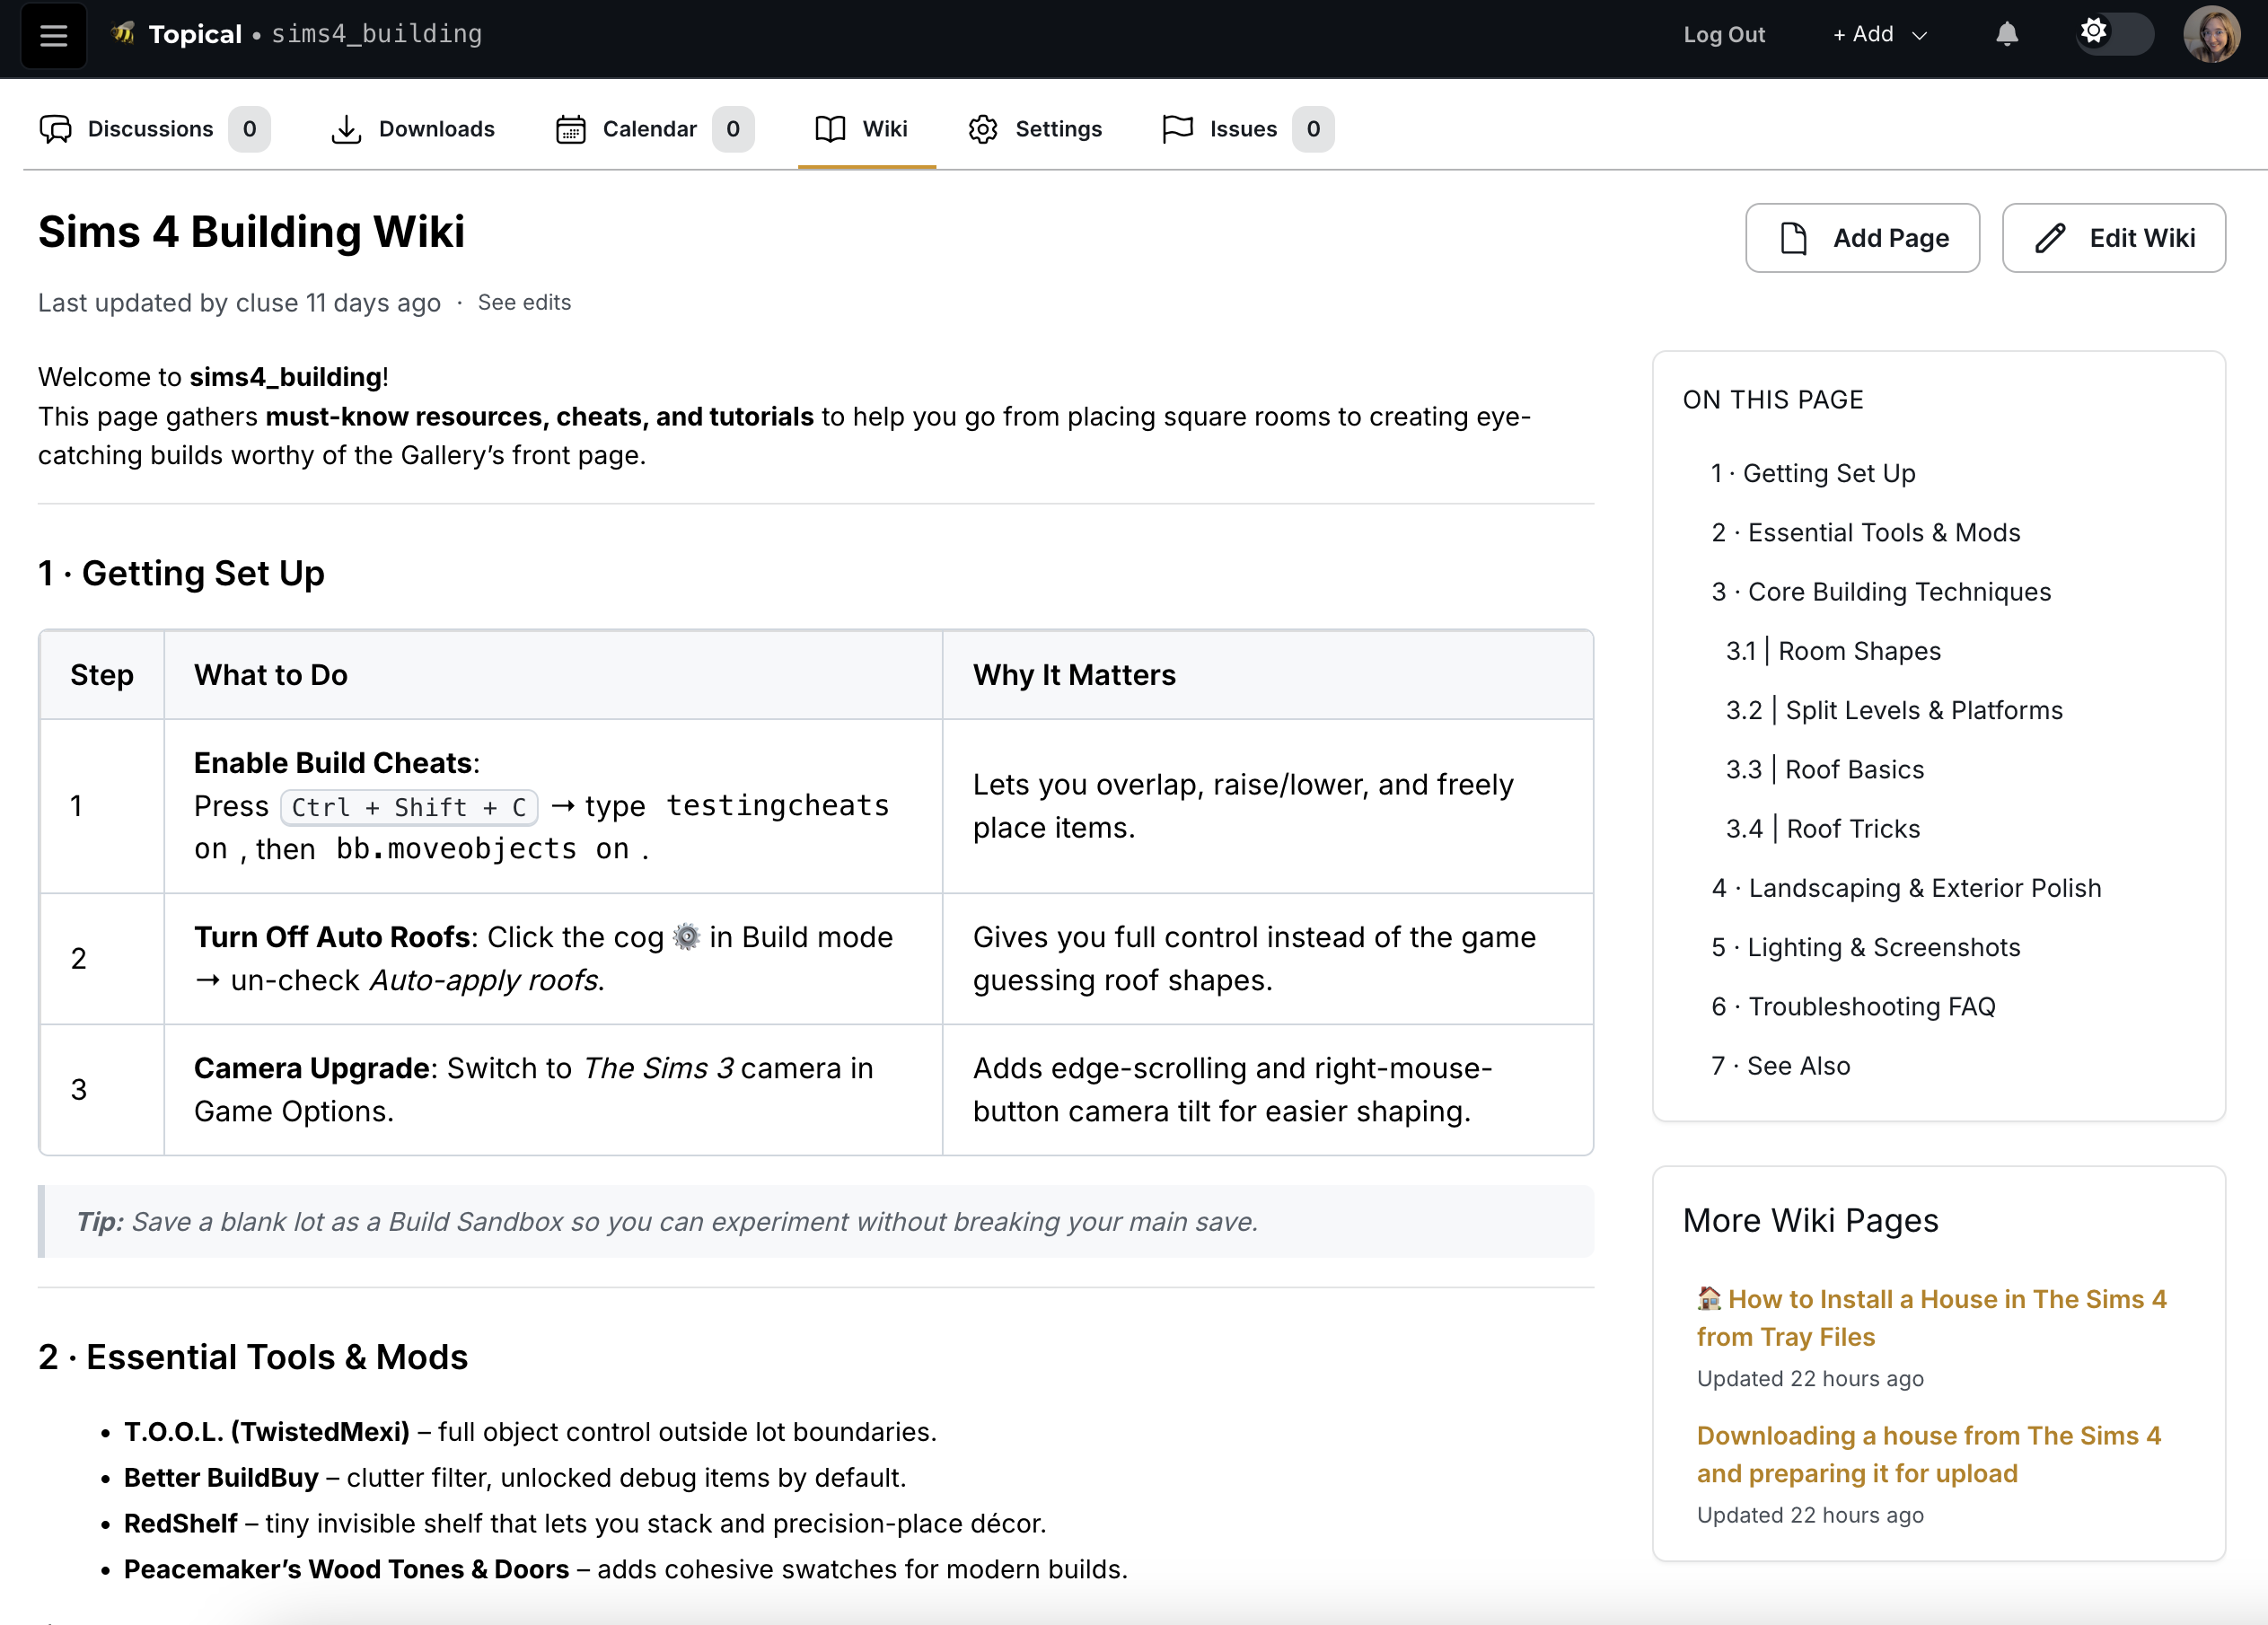 Topical • sims4_building
Log Out
+ Add
Discussions 0
Downloads
Calendar 0
Wiki
Settings
Issues 0
Sims 4 Building Wiki
Add Page
Edit Wiki
Last updated by cluse 11 days ago · See edits
Welcome to sims4_building!
This page gathers must-know resources, cheats, and tutorials to help you go from placing square rooms to creating eye-
catching builds worthy of the Gallery’s front page.
1 · Getting Set Up
Step What to Do Why It Matters
1
Enable Build Cheats:
Press Ctrl + Shift + C → type testingcheats
on , then bb.moveobjects on .
Lets you overlap, raise/lower, and freely
place items.
2
Turn Off Auto Roofs: Click the cog ⚙️ in Build mode
→ un-check Auto-apply roofs.
Gives you full control instead of the game
guessing roof shapes.
3
Camera Upgrade: Switch to The Sims 3 camera in
Game Options.
Adds edge-scrolling and right-mouse-
button camera tilt for easier shaping.
Tip: Save a blank lot as a Build Sandbox so you can experiment without breaking your main save.
2 · Essential Tools & Mods
• T.O.O.L. (TwistedMexi) – full object control outside lot boundaries.
• Better BuildBuy – clutter filter, unlocked debug items by default.
• RedShelf – tiny invisible shelf that lets you stack and precision-place décor.
• Peacemaker’s Wood Tones & Doors – adds cohesive swatches for modern builds.
ON THIS PAGE
1 · Getting Set Up
2 · Essential Tools & Mods
3 · Core Building Techniques
3.1 | Room Shapes
3.2 | Split Levels & Platforms
3.3 | Roof Basics
3.4 | Roof Tricks
4 · Landscaping & Exterior Polish
5 · Lighting & Screenshots
6 · Troubleshooting FAQ
7 · See Also
More Wiki Pages
🏠 How to Install a House in The Sims 4
from Tray Files
Updated 22 hours ago
Downloading a house from The Sims 4
and preparing it for upload
Updated 22 hours ago